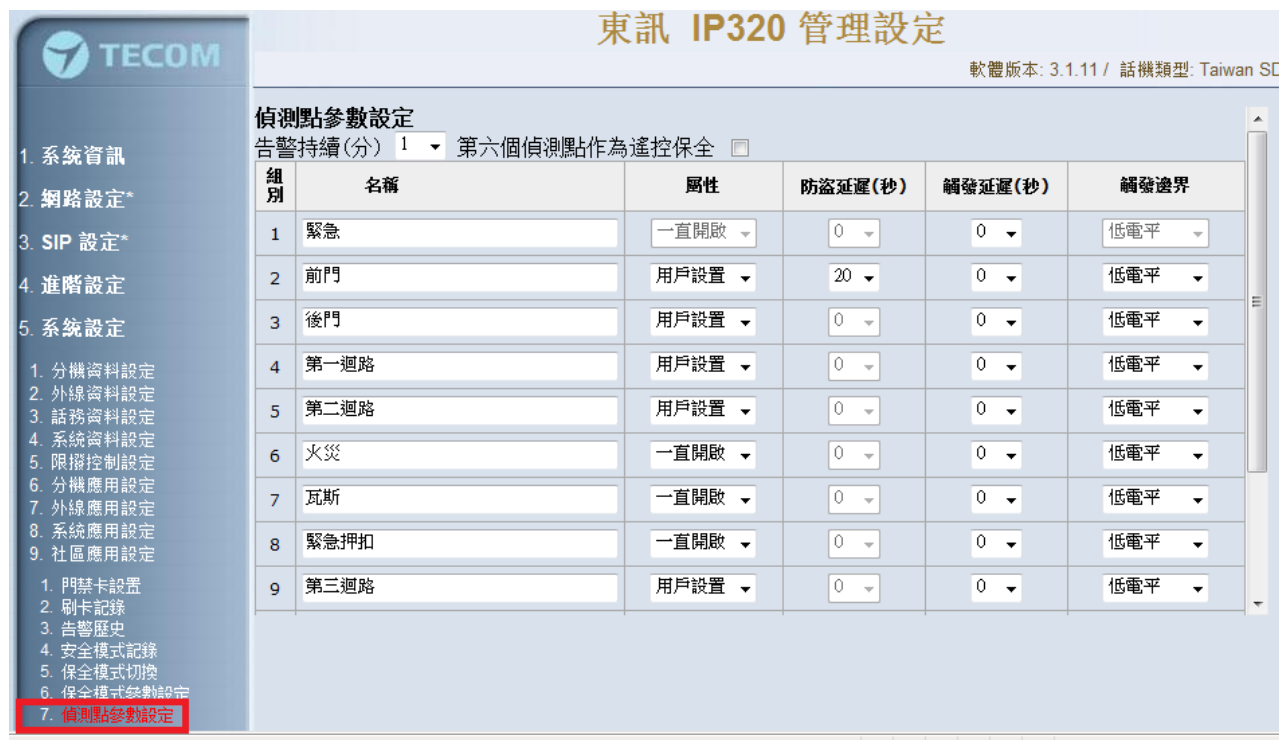 東訊 IP320 管理設定
TECOM
軟體版本: 3.1.11 / 話機類型: Taiwan SD
1. 系統資訊
2. 網路設定*
3. SIP 設定*
4. 進階設定
5. 系統設定
1. 分機資料設定
2. 外線資料設定
3. 話務資料設定
4. 系統資料設定
5. 限撥控制設定
6. 分機應用設定
7. 外線應用設定
8. 系統應用設定
9. 社區應用設定
1. 門禁卡設置
2. 刷卡記錄
3. 告警歷史
4. 安全模式記錄
5. 保全模式切換
6. 保全模式參數設定
7. 偵測點參數設定
偵測點參數設定
告警持續(分) 1 第六個偵測點作為遙控保全
組別 名稱 屬性 防盜延遲(秒)觸發延遲(秒) 觸發邊界
1 緊急 一直開啟 0 0 低電平
2 前門 用戶設置 20 0 低電平
3 後門 用戶設置 0 0 低電平
4 第一迴路 用戶設置 0 0 低電平
5 第二迴路 用戶設置 0 0 低電平
6 火災 一直開啟 0 0 低電平
7 瓦斯 一直開啟 0 0 低電平
8 緊急押扣 一直開啟 0 0 低電平
9 第三迴路 用戶設置 0 0 低電平